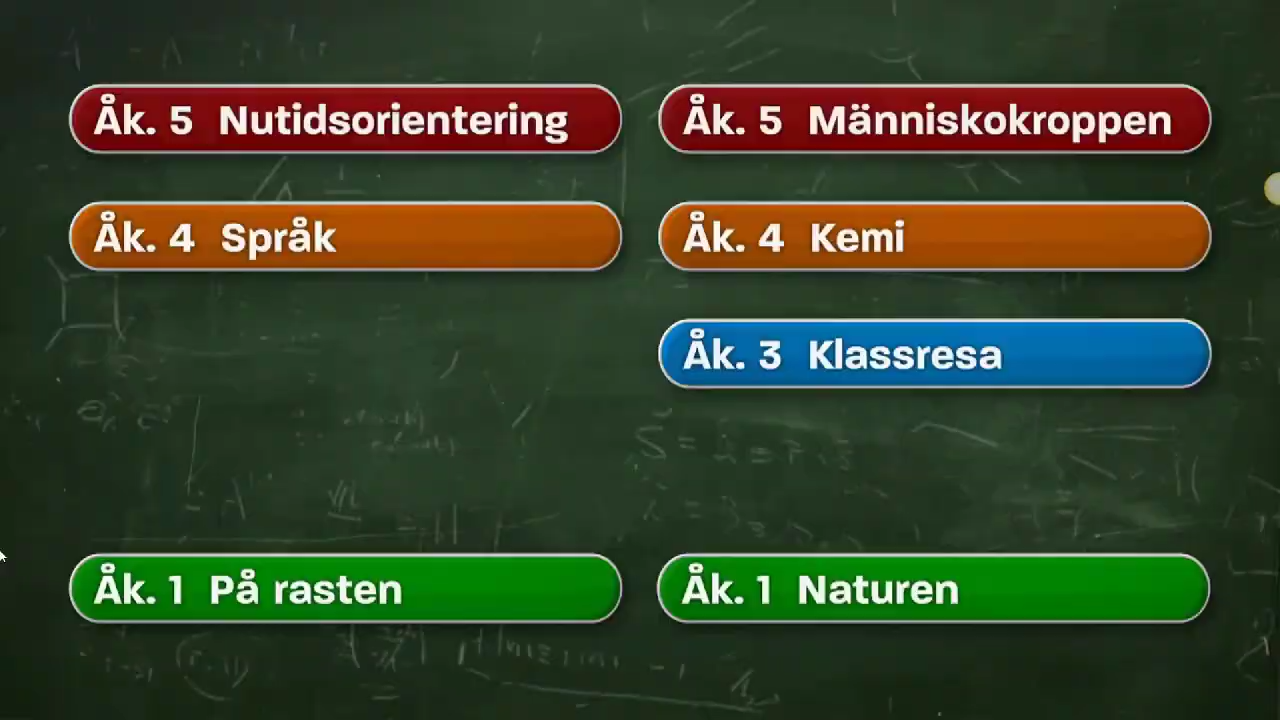 Åk. 5 Nutidsorientering
Åk. 5 Människokroppen
Åk. 4 Språk
Åk. 4 Kemi
Åk. 3 Klassresa
Åk. 1 På rasten
Åk. 1 Naturen